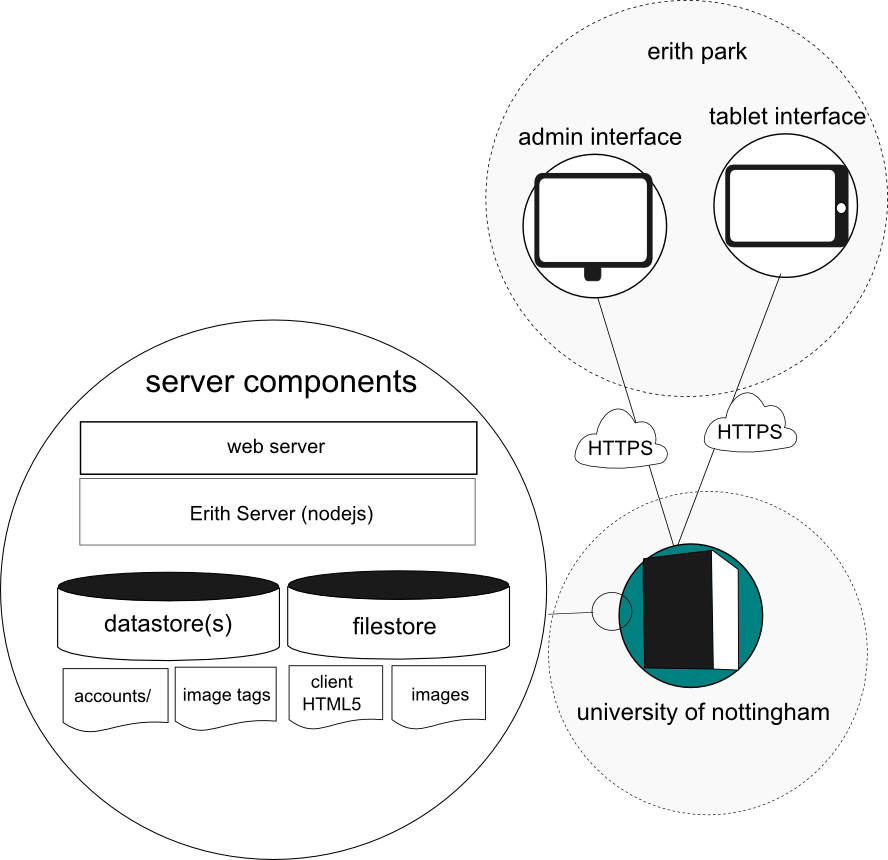 erith park
tablet interface
admin interface
server components
web server
Erith Server (nodejs)
HTTPS
HTTPS
datastore(s)
filestore
accounts/
image tags
client
HTML5
images
university of nottingham